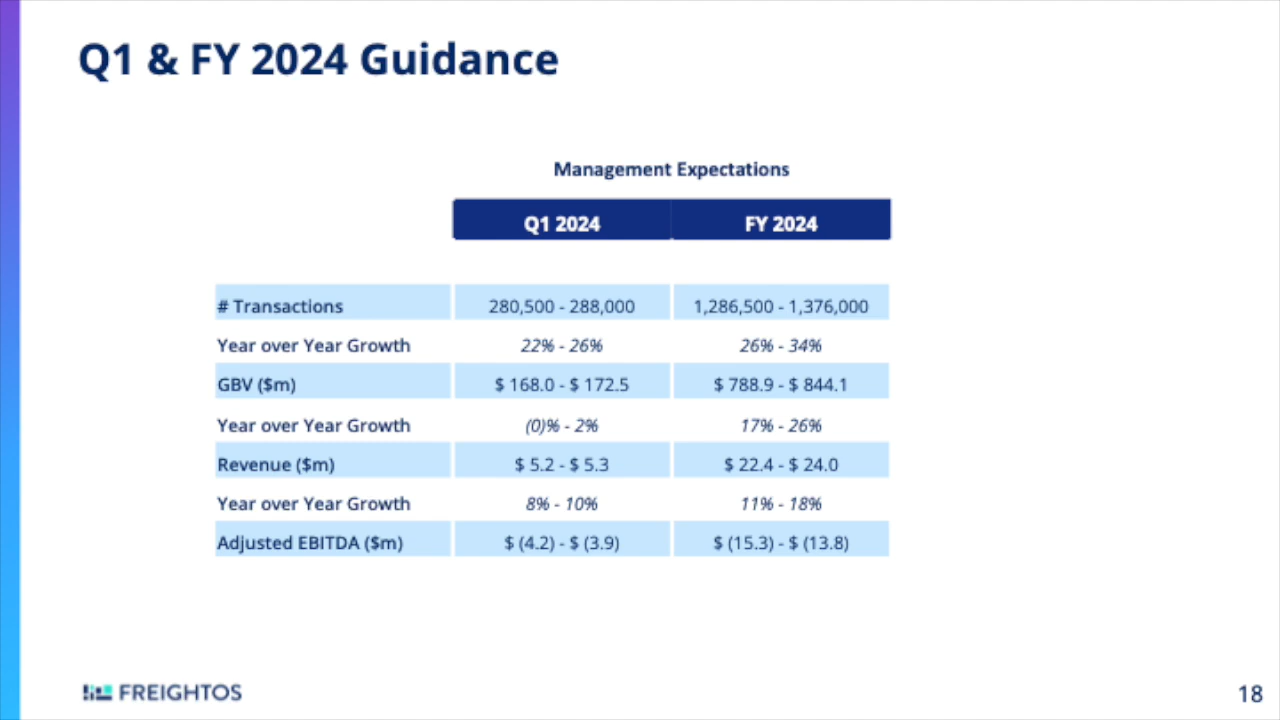 Q1 & FY 2024 Guidance
Management Expectations
Q1 2024 FY 2024
# Transactions 280,500 - 288,000 1,286,500 - 1,376,000
Year over Year Growth 22% - 26% 26% - 34%
GBV ($m) $ 168.0 - $ 172.5 $ 788.9 - $ 844.1
Year over Year Growth (0)% - 2% 17% - 26%
Revenue ($m) $ 5.2 - $ 5.3 $ 22.4 - $ 24.0
Year over Year Growth 8% - 10% 11% - 18%
Adjusted EBITDA ($m) $ (4.2) - $ (3.9) $ (15.3) - $ (13.8)
FREIGHTOS
18